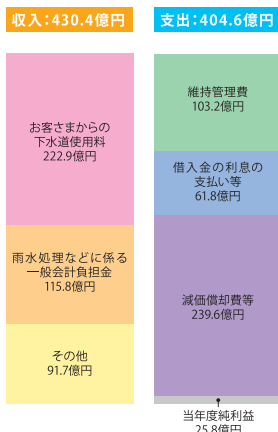 収入：430.4億円
お客さまからの
下水道使用料
222.9億円
雨水処理などに係る
一般会計負担金
115.8億円
その他
91.7億円
支出：404.6億円
維持管理費
103.2億円
借入金の利息の
支払い等
61.8億円
減価償却費等
239.6億円
当年度純利益
25.8億円